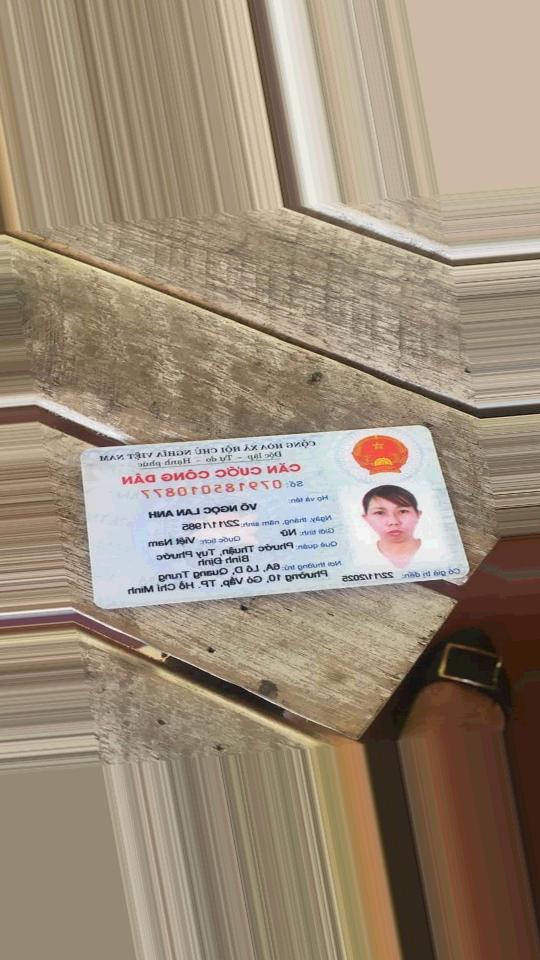 CỘNG HÒA XÃ HỘI CHỦ NGHĨA VIỆT NAM
Độc lập - Tự do - Hạnh phúc
CĂN CƯỚC CÔNG DÂN
Số: 079185010877
Họ và tên:
VÕ NGỌC LAN ANH
Ngày, tháng, năm sinh: 22/11/1985
Giới tính: Nữ Quốc tịch: Việt Nam
Quê quán: Phước Thuận, Tuy Phước
Bình Định
Nơi thường trú: 6A, Lô D, Quang Trung
Phường 10, Gò Vấp, TP. Hồ Chí Minh
Có giá trị đến: 22/11/2025